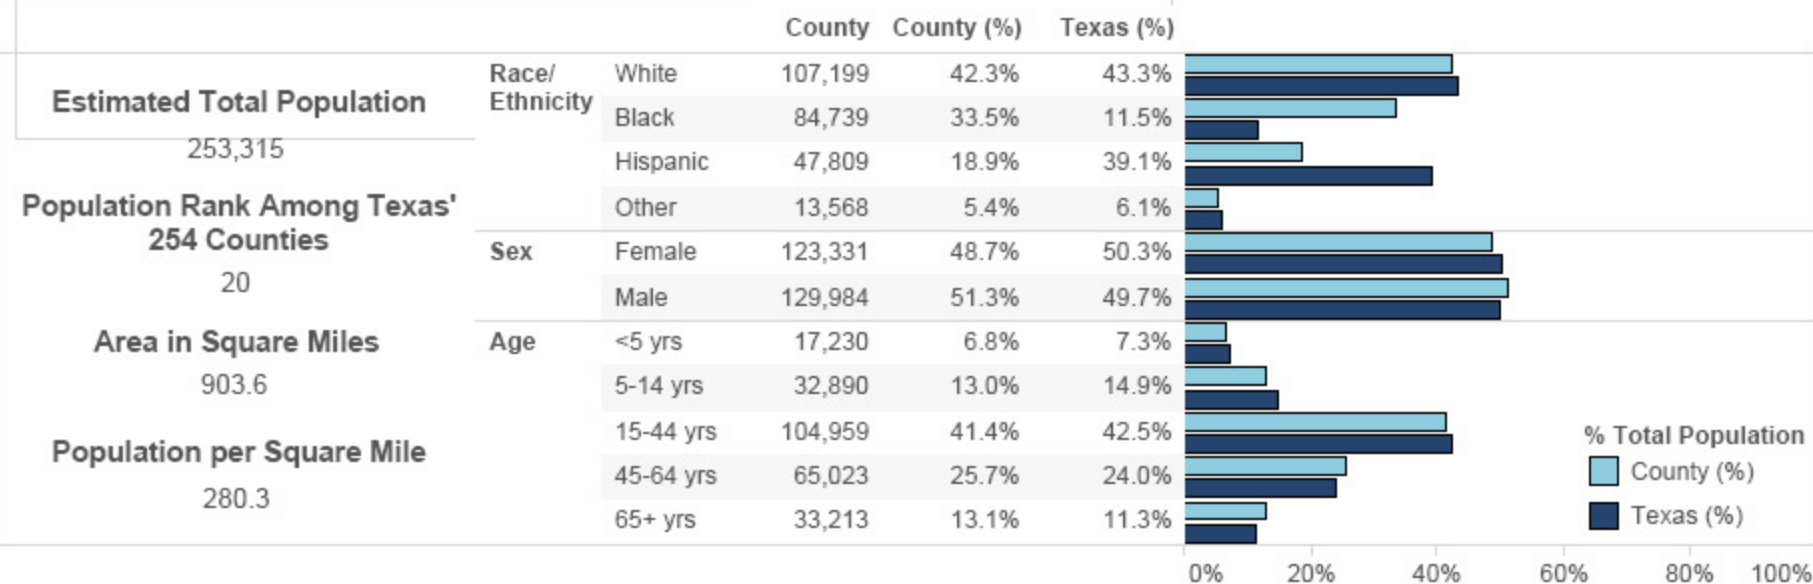 County County (%) Texas (%)
Estimated Total Population
253,315
Population Rank Among Texas'
254 Counties
20
Area in Square Miles
903.6
Population per Square Mile
280.3
Race/
Ethnicity
White 107,199 42.3% 43.3%
Black 84,739 33.5% 11.5%
Hispanic 47,809 18.9% 39.1%
Other 13,568 5.4% 6.1%
Sex Female 123,331 48.7% 50.3%
Male 129,984 51.3% 49.7%
Age <5 yrs 17,230 6.8% 7.3%
5-14 yrs 32,890 13.0% 14.9%
15-44 yrs 104,959 41.4% 42.5%
45-64 yrs 65,023 25.7% 24.0%
65+ yrs 33,213 13.1% 11.3%
% Total Population
County (%)
Texas (%)
0% 20% 40% 60% 80% 100%